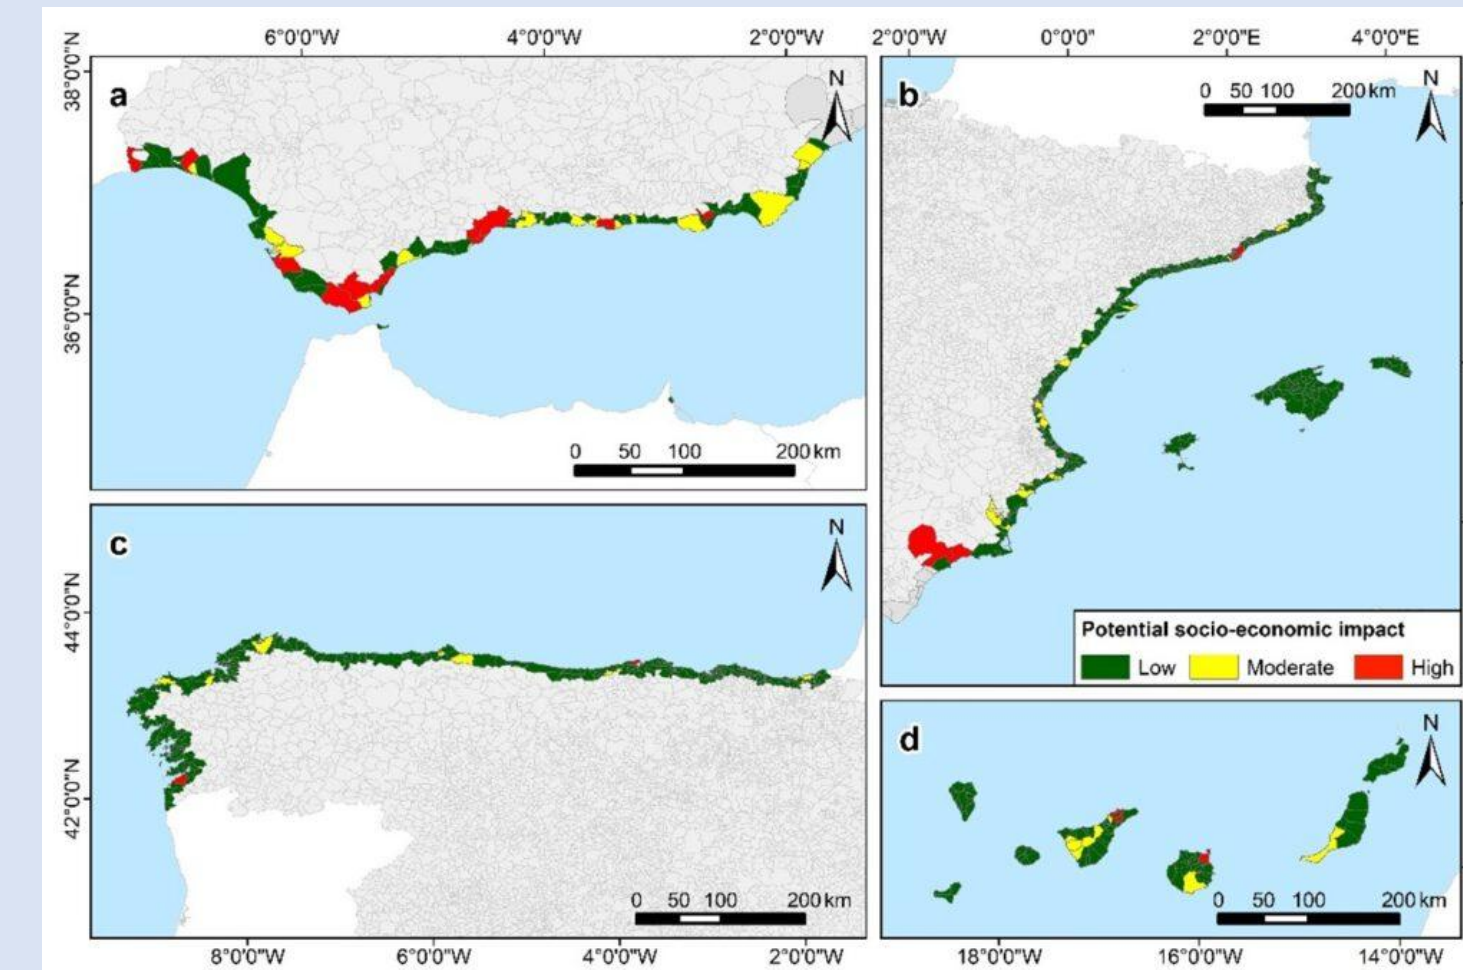 6°0'0"W 4°0'0"W 2°0'0"W
2°0'0"W 0°0'0" 2°0'0"E 4°0'0"E
38°0'0"N
36°0'0"N
a
N
0 50 100 200 km
b
0 50 100 200 km
N
Potential socio-economic impact
Low Moderate High
c
N
44°0'0"N
42°0'0"N
0 50 100 200 km
8°0'0"W 6°0'0"W 4°0'0"W 2°0'0"W
d
N
0 50 100 200 km
18°0'0"W 16°0'0"W 14°0'0"W